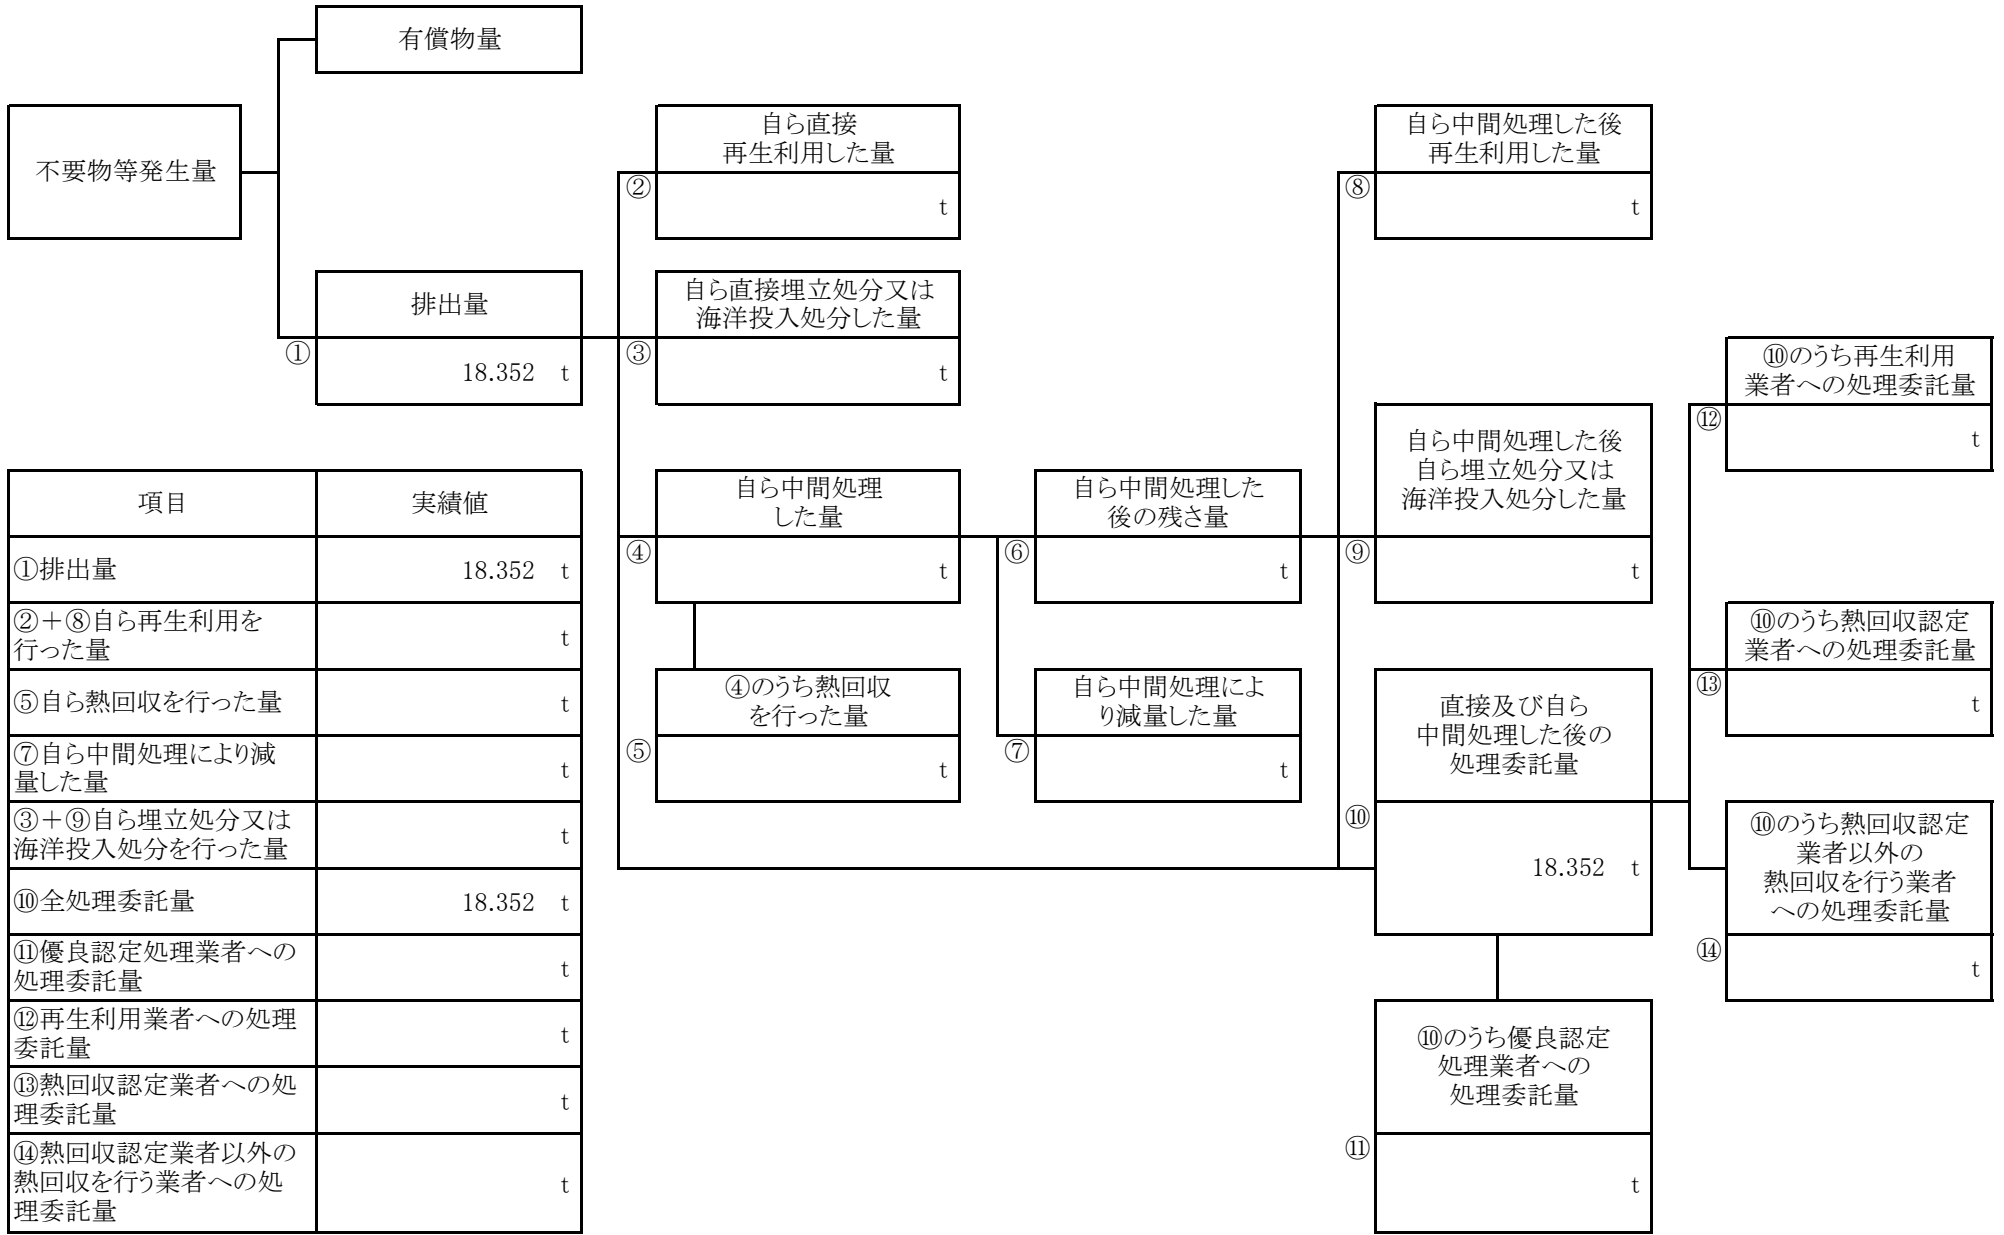 有償物量
不要物等発生量
自ら直接
再生利用した量
②
t
自ら中間処理した後
再生利用した量
⑧
t
排出量
①
18.352 t
自ら直接埋立処分又は
海洋投入処分した量
③
t
⑩のうち再生利用
業者への処理委託量
⑫
t
自ら中間処理
した量
④
t
自ら中間処理した
後の残さ量
⑥
t
自ら中間処理した後
自ら埋立処分又は
海洋投入処分した量
⑨
t
⑩のうち熱回収認定
業者への処理委託量
⑬
t
④のうち熱回収
を行った量
⑤
t
自ら中間処理によ
り減量した量
⑦
t
直接及び自ら
中間処理した後の
処理委託量
⑩
18.352 t
⑩のうち熱回収認定
業者以外の
熱回収を行う業者
への処理委託量
⑭
t
⑩のうち優良認定
処理業者への
処理委託量
⑪
t
項目 実績値
①排出量 18.352 t
②＋⑧自ら再生利用を
行った量
t
⑤自ら熱回収を行った量 t
⑦自ら中間処理により減
量した量
t
③＋⑨自ら埋立処分又は
海洋投入処分を行った量
t
⑩全処理委託量 18.352 t
⑪優良認定処理業者への
処理委託量
t
⑫再生利用業者への処理
委託量
t
⑬熱回収認定業者への処
理委託量
t
⑭熱回収認定業者以外の
熱回収を行う業者への処
理委託量
t